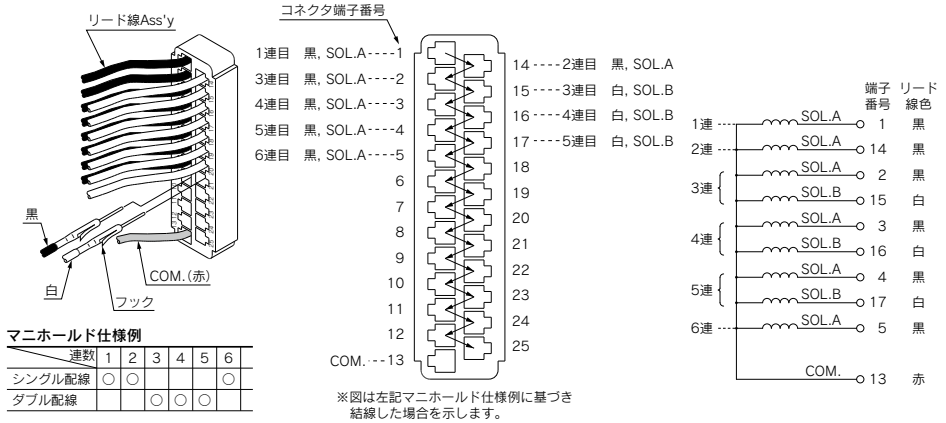 リード線Ass'y
黒
白
COM.(赤)
フック
マニホールド仕様例
連数 1 2 3 4 5 6
シングル配線 ○ ○ ○
ダブル配線 ○ ○ ○
コネクタ端子番号
1連目 黒, SOL.A----1
3連目 黒, SOL.A---2
4連目 黒, SOL.A---3
5連目 黒, SOL.A---4
6連目 黒, SOL.A----5
6
7
8
9
10
11
12
COM.---13
14----2連目 黒, SOL.A
15----3連目 白, SOL.B
16----4連目 白, SOL.B
17----5連目 白, SOL.B
18
19
20
21
22
23
24
25
※図は左記マニホールド仕様例に基づき
結線した場合を示します。
端子番号 リード線色
1連 SOL.A 1 黒
2連 SOL.A 14 黒
3連 SOL.A 2 黒
SOL.B 15 白
4連 SOL.A 3 黒
SOL.B 16 白
5連 SOL.A 4 黒
SOL.B 17 白
6連 SOL.A 5 黒
COM. 13 赤